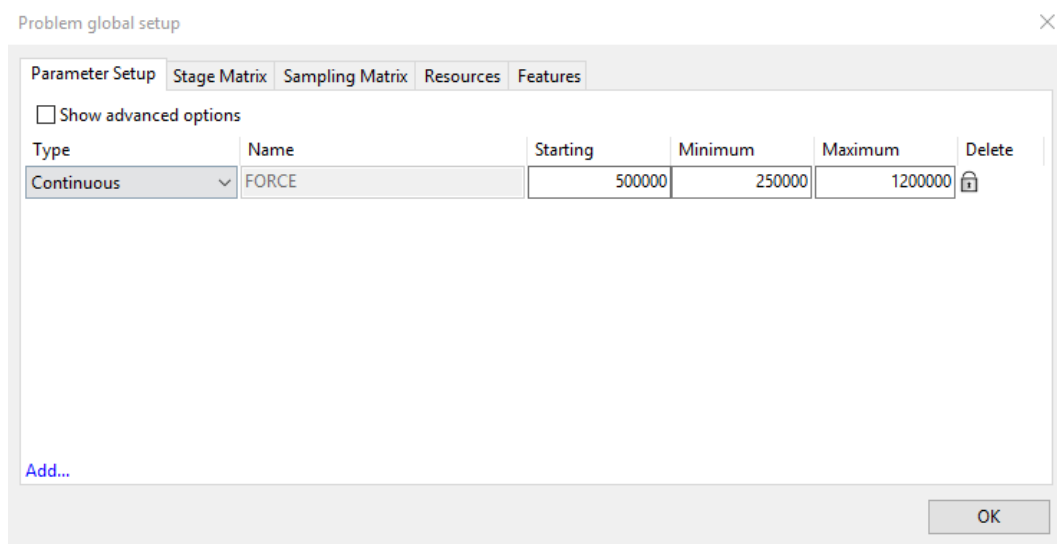 Problem global setup
Parameter Setup Stage Matrix Sampling Matrix Resources Features
Show advanced options
Type Name Starting Minimum Maximum Delete
Continuous FORCE 500000 250000 1200000
Add...
OK